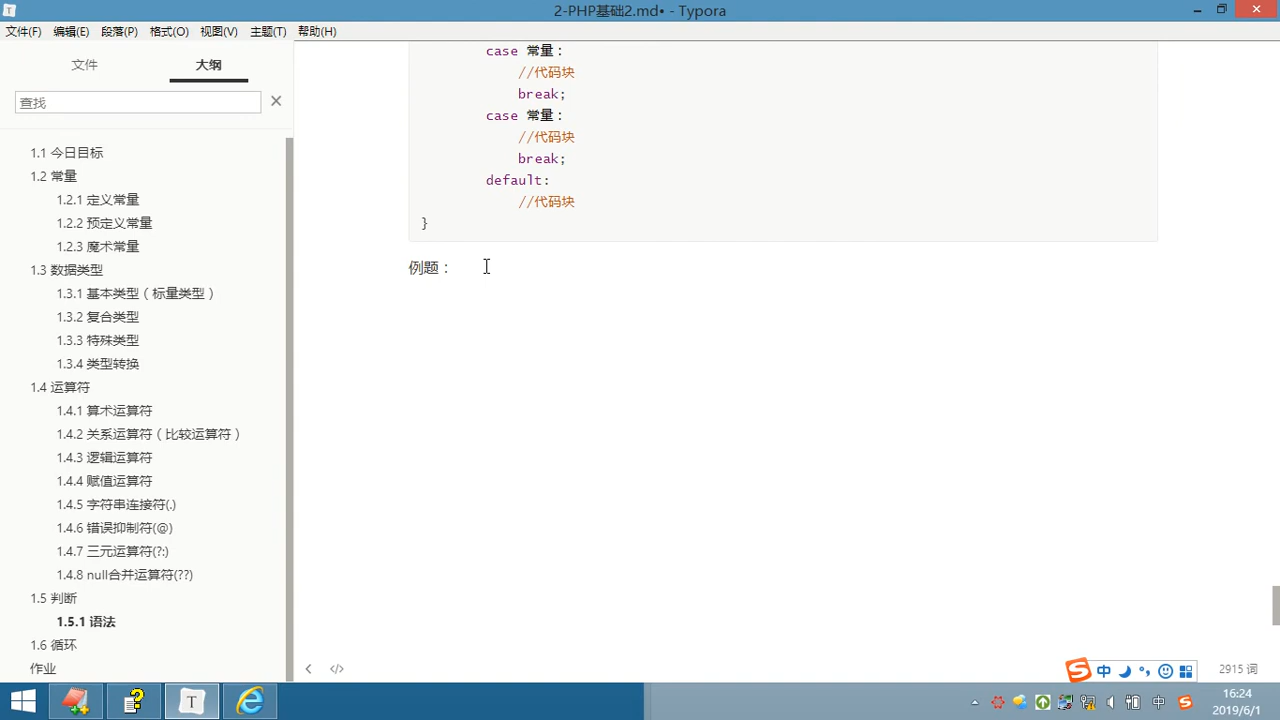 2-PHP基础2.md• - Typora
文件(F) 编辑(E) 段落(P) 格式(O) 视图(V) 主题(T) 帮助(H)
文件 大纲
查找
1.1 今日目标
1.2 常量
1.2.1 定义常量
1.2.2 预定义常量
1.2.3 魔术常量
1.3 数据类型
1.3.1 基本类型（标量类型）
1.3.2 复合类型
1.3.3 特殊类型
1.3.4 类型转换
1.4 运算符
1.4.1 算术运算符
1.4.2 关系运算符（比较运算符）
1.4.3 逻辑运算符
1.4.4 赋值运算符
1.4.5 字符串连接符(.)
1.4.6 错误抑制符(@)
1.4.7 三元运算符(?:)
1.4.8 null合并运算符(??)
1.5 判断
1.5.1 语法
1.6 循环
作业
case 常量:
//代码块
break;
case 常量:
//代码块
break;
default:
//代码块
}
例题：
</>
中
2915 词
中
16:24
2019/6/1